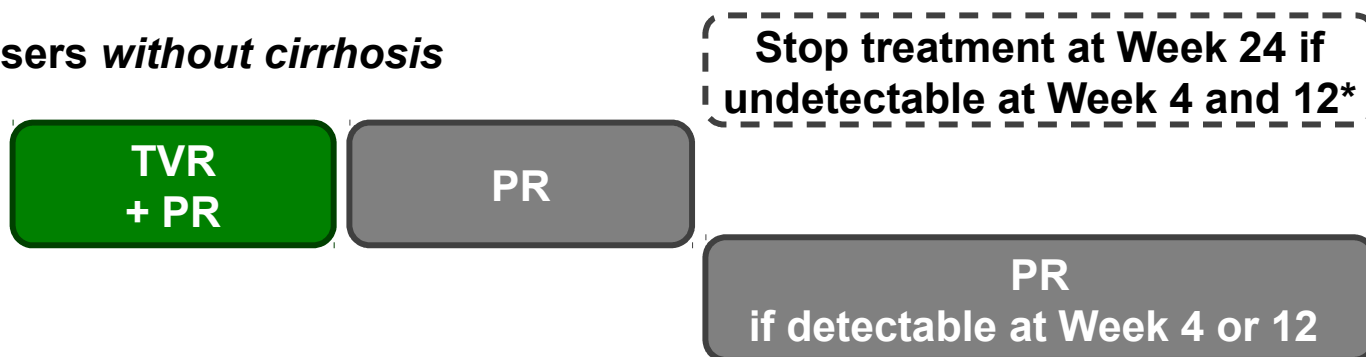 sers without cirrhosis
Stop treatment at Week 24 if
undetectable at Week 4 and 12*
TVR
+ PR
PR
PR
if detectable at Week 4 or 12